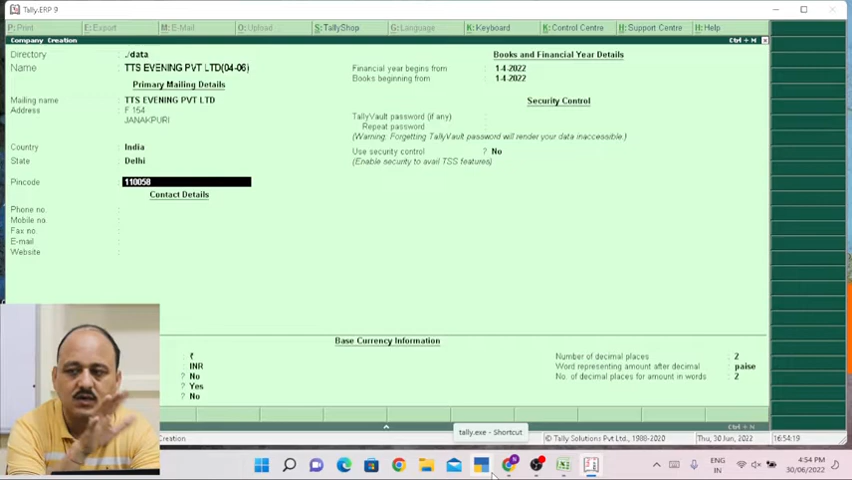 Tally.ERP 9
P: Print E: Export M: E-Mail O: Upload S: TallyShop G: Language K: Keyboard K: Control Centre H: Support Centre H: Help
Company Creation Ctrl + M
Directory : ./data
Name : TTS EVENING PVT LTD(04-06)
Primary Mailing Details
Mailing name : TTS EVENING PVT LTD
Address : F 154
JANAKPURI
Country : India
State : Delhi
Pincode : 110058
Contact Details
Phone no. :
Mobile no. :
Fax no. :
E-mail :
Website :
Books and Financial Year Details
Financial year begins from : 1-4-2022
Books beginning from : 1-4-2022
Security Control
TallyVault password (if any) :
Repeat password :
(Warning: Forgetting TallyVault password will render your data inaccessible.)
Use security control ? No
(Enable security to avail TSS features)
Base Currency Information
: ₹
: INR
? No
? Yes
? No
Number of decimal places : 2
Word representing amount after decimal : paise
No. of decimal places for amount in words : 2
tally.exe - Shortcut
Creation © Tally Solutions Pvt Ltd., 1988-2020 Thu, 30 Jun, 2022 16:54:19
Ctrl + N
ENG
IN
4:54 PM
30/06/2022